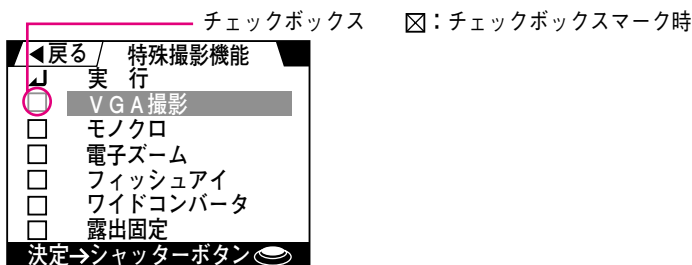 チェックボックス　☒：チェックボックスマーク時
◀戻る / 特殊撮影機能
↲ 実　行
□ ＶＧＡ撮影
□ モノクロ
□ 電子ズーム
□ フィッシュアイ
□ ワイドコンバータ
□ 露出固定
決定→シャッターボタン